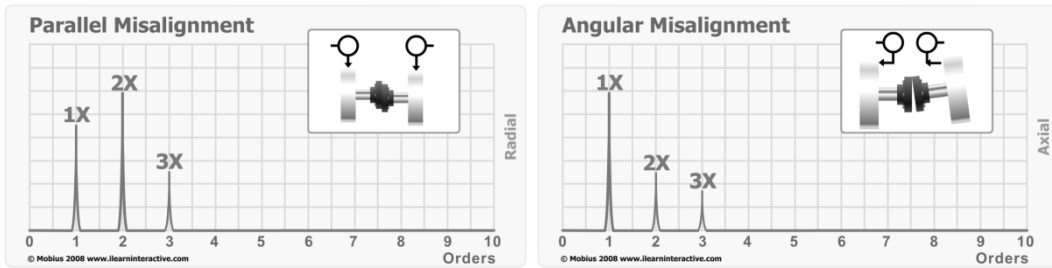 Parallel Misalignment
2X
1X
3X
Radial
0 1 2 3 4 5 6 7 8 9 10
© Mobius 2008 www.ilearninteractive.com Orders
Angular Misalignment
1X
2X
3X
Axial
0 1 2 3 4 5 6 7 8 9 10
© Mobius 2008 www.ilearninteractive.com Orders